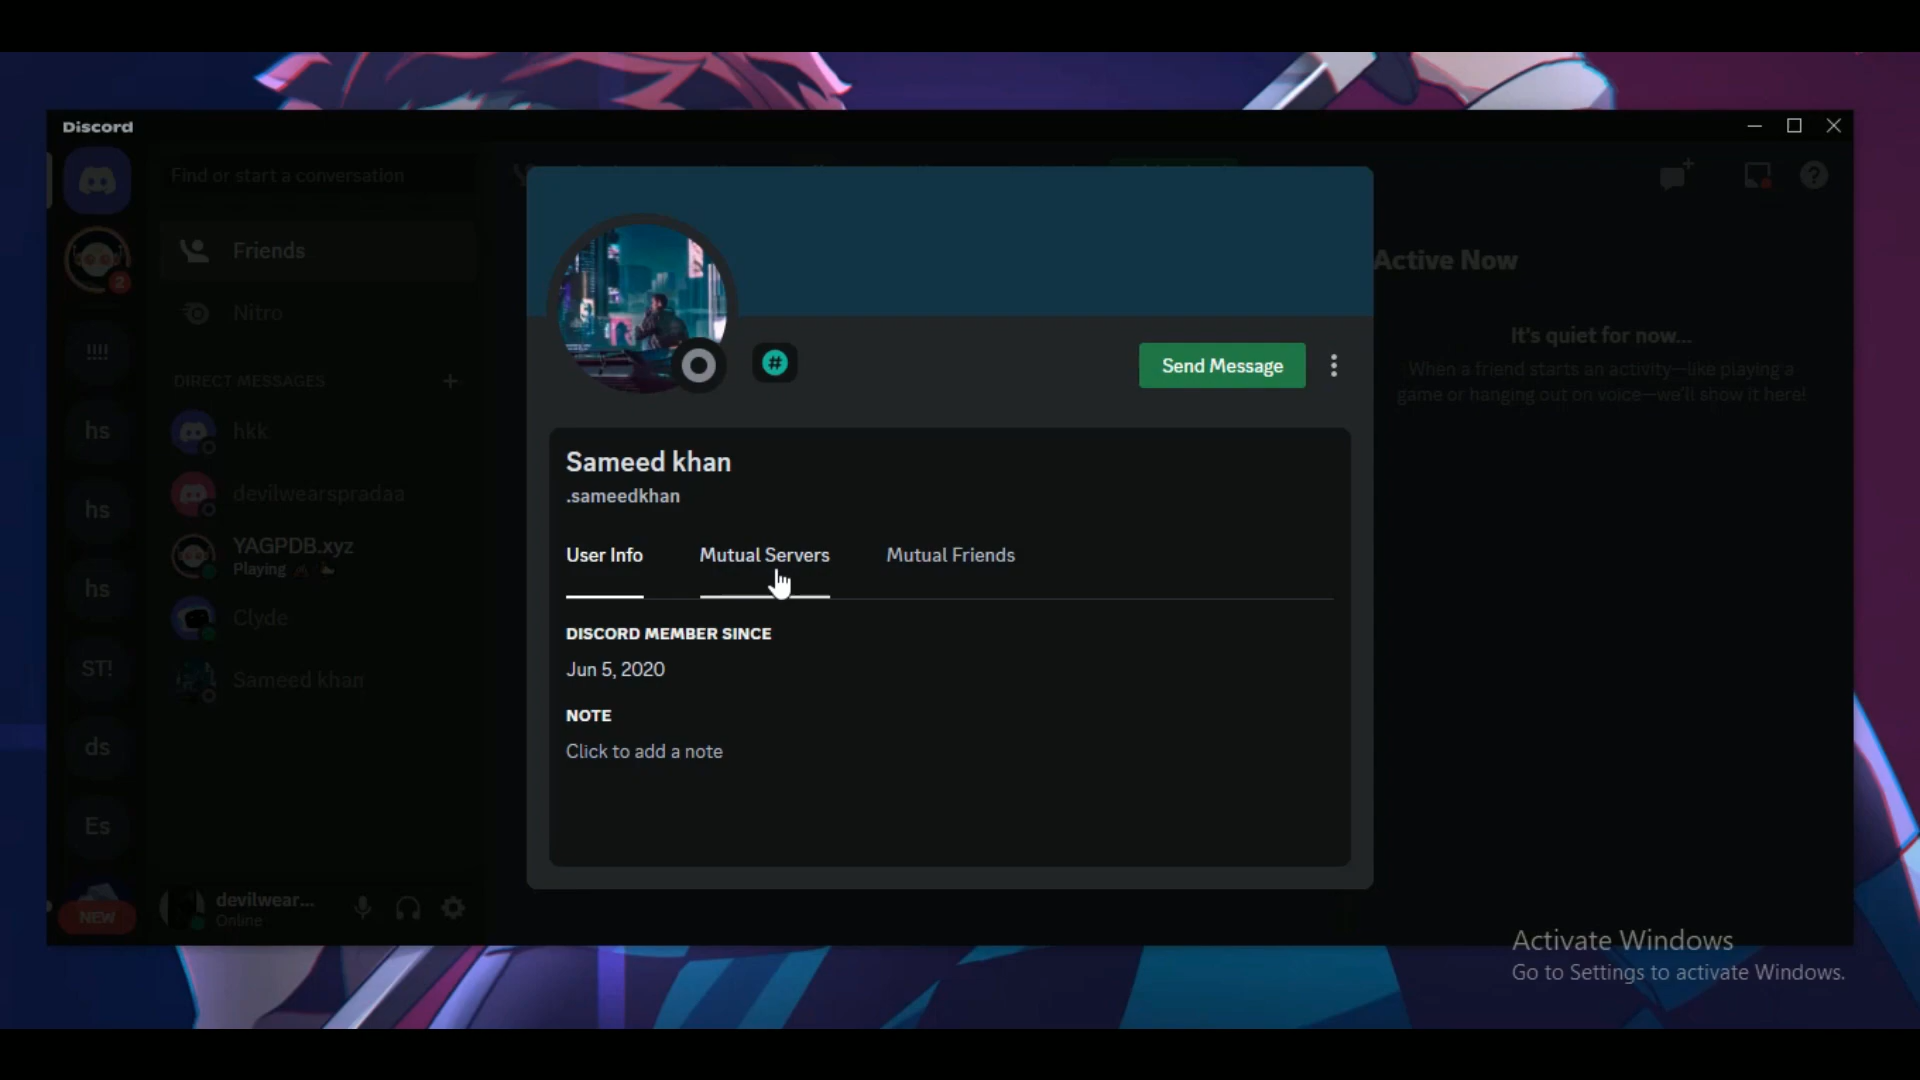 Discord
Find or start a conversation
Friends
Nitro
2
!!!!
DIRECT MESSAGES
hs
hkk
hs
devilwearspradaa
YAGPDB.xyz
Playing
hs
Clyde
ST!
Sameed khan
ds
Es
NEW
devilwear...
Online
#
Send Message
Sameed khan
.sameedkhan
User Info
Mutual Servers
Mutual Friends
DISCORD MEMBER SINCE
Jun 5, 2020
NOTE
Click to add a note
Active Now
It's quiet for now...
When a friend starts an activity—like playing a
game or hanging out on voice—we'll show it here!
Activate Windows
Go to Settings to activate Windows.